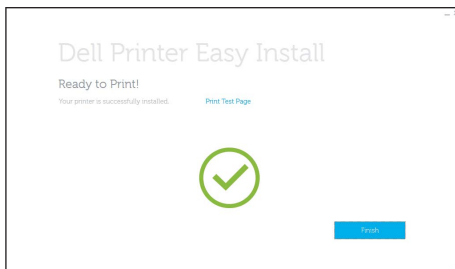 Dell Printer Easy Install
Ready to Print!
Your printer is successfully installed. Print Test Page
Finish